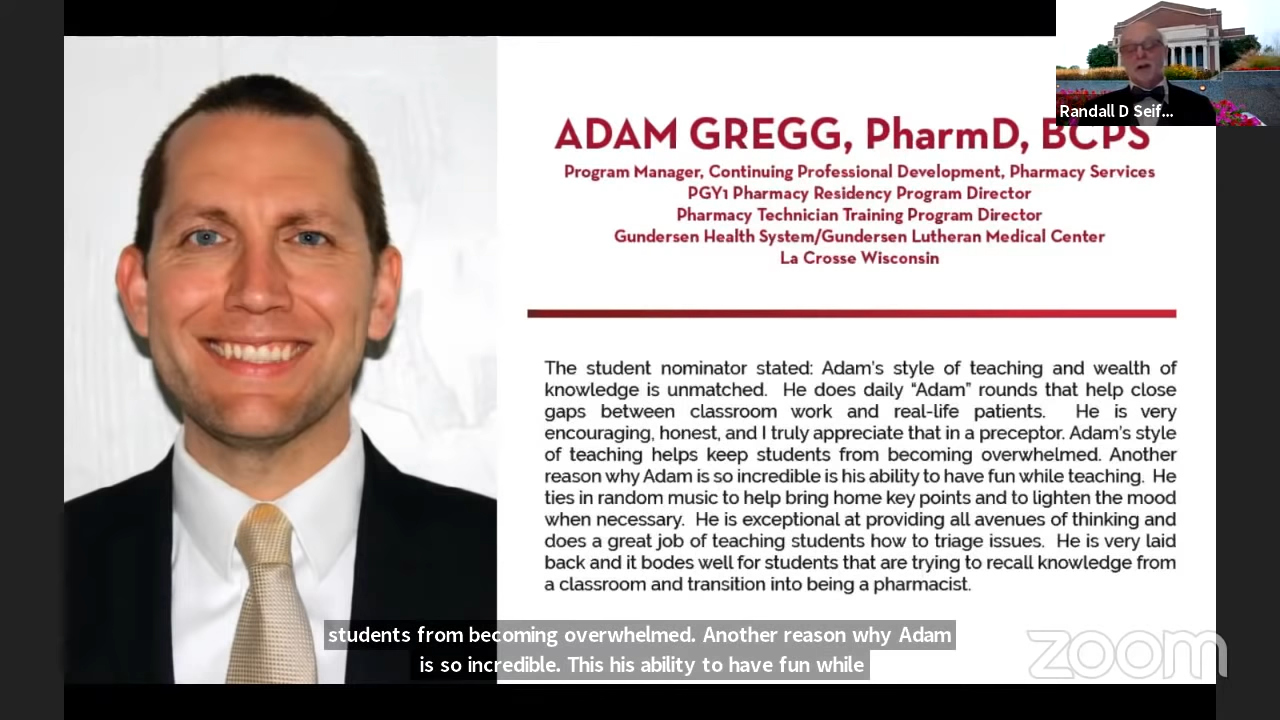 Randall D Seif...
ADAM GREGG, PharmD, BCPS
Program Manager, Continuing Professional Development, Pharmacy Services
PGY1 Pharmacy Residency Program Director
Pharmacy Technician Training Program Director
Gundersen Health System/Gundersen Lutheran Medical Center
La Crosse Wisconsin
The student nominator stated: Adam's style of teaching and wealth of
knowledge is unmatched. He does daily “Adam” rounds that help close
gaps between classroom work and real-life patients. He is very
encouraging, honest, and I truly appreciate that in a preceptor. Adam's style
of teaching helps keep students from becoming overwhelmed. Another
reason why Adam is so incredible is his ability to have fun while teaching. He
ties in random music to help bring home key points and to lighten the mood
when necessary. He is exceptional at providing all avenues of thinking and
does a great job of teaching students how to triage issues. He is very laid
back and it bodes well for students that are trying to recall knowledge from
a classroom and transition into being a pharmacist.
students from becoming overwhelmed. Another reason why Adam
is so incredible. This his ability to have fun while
zoom